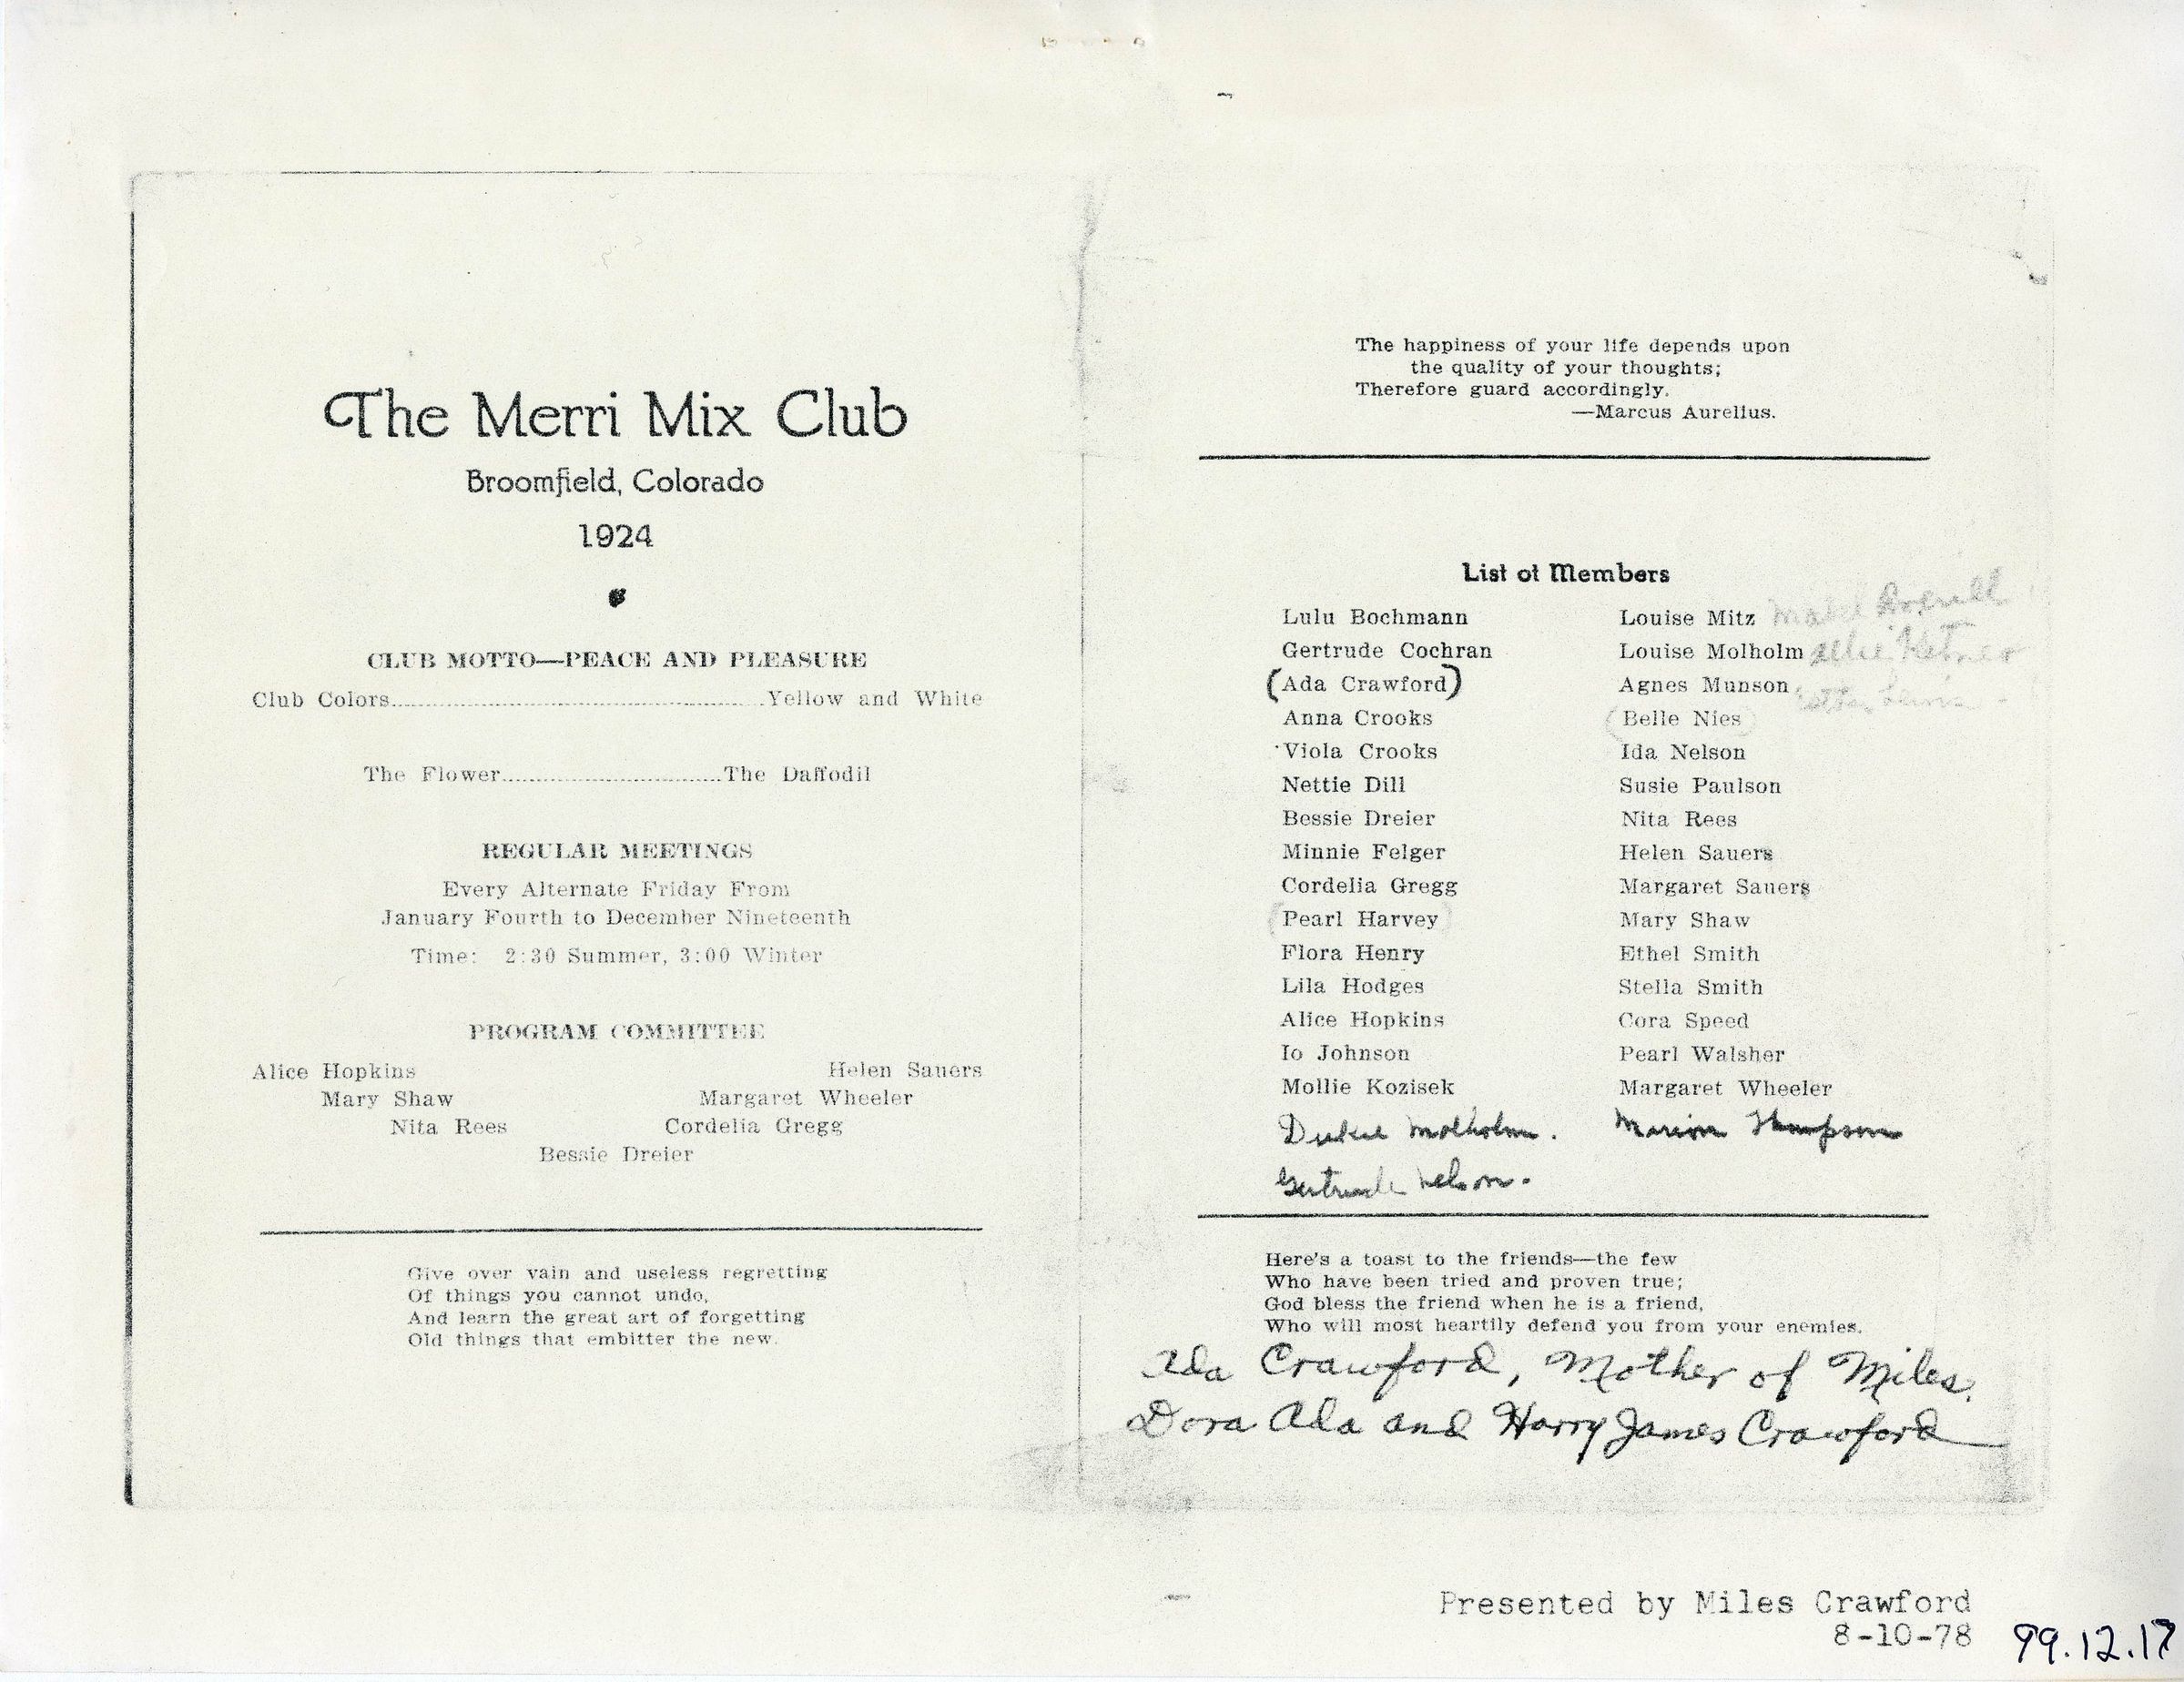 The Merri Mix Club
Broomfield, Colorado
1924
CLUB MOTTO—PEACE AND PLEASURE
Club Colors........................Yellow and White
The Flower........................The Daffodil
REGULAR MEETINGS
Every Alternate Friday From
January Fourth to December Nineteenth
Time: 2:30 Summer, 3:00 Winter
PROGRAM COMMITTEE
Alice Hopkins Helen Sauers
Mary Shaw Margaret Wheeler
Nita Rees Cordelia Gregg
Bessie Dreier
Give over vain and useless regretting
Of things you cannot undo,
And learn the great art of forgetting
Old things that embitter the new.
The happiness of your life depends upon
the quality of your thoughts;
Therefore guard accordingly.
—Marcus Aurelius.
List of Members
Lulu Bochmann Louise Mitz
Gertrude Cochran Louise Molholm
(Ada Crawford) Agnes Munson
Anna Crooks (Belle Nies)
Viola Crooks Ida Nelson
Nettie Dill Susie Paulson
Bessie Dreier Nita Rees
Minnie Felger Helen Sauers
Cordelia Gregg Margaret Sauers
(Pearl Harvey) Mary Shaw
Flora Henry Ethel Smith
Lila Hodges Stella Smith
Alice Hopkins Cora Speed
Io Johnson Pearl Walsher
Mollie Kozisek Margaret Wheeler
Molholm. Marion Thompson
Gertrude Nelson.
Here's a toast to the friends—the few
Who have been tried and proven true;
God bless the friend when he is a friend,
Who will most heartily defend you from your enemies.
Ada Crawford, Mother of Miles,
Dora Ada and Harry James Crawford
Presented by Miles Crawford
8-10-78
99.12.17